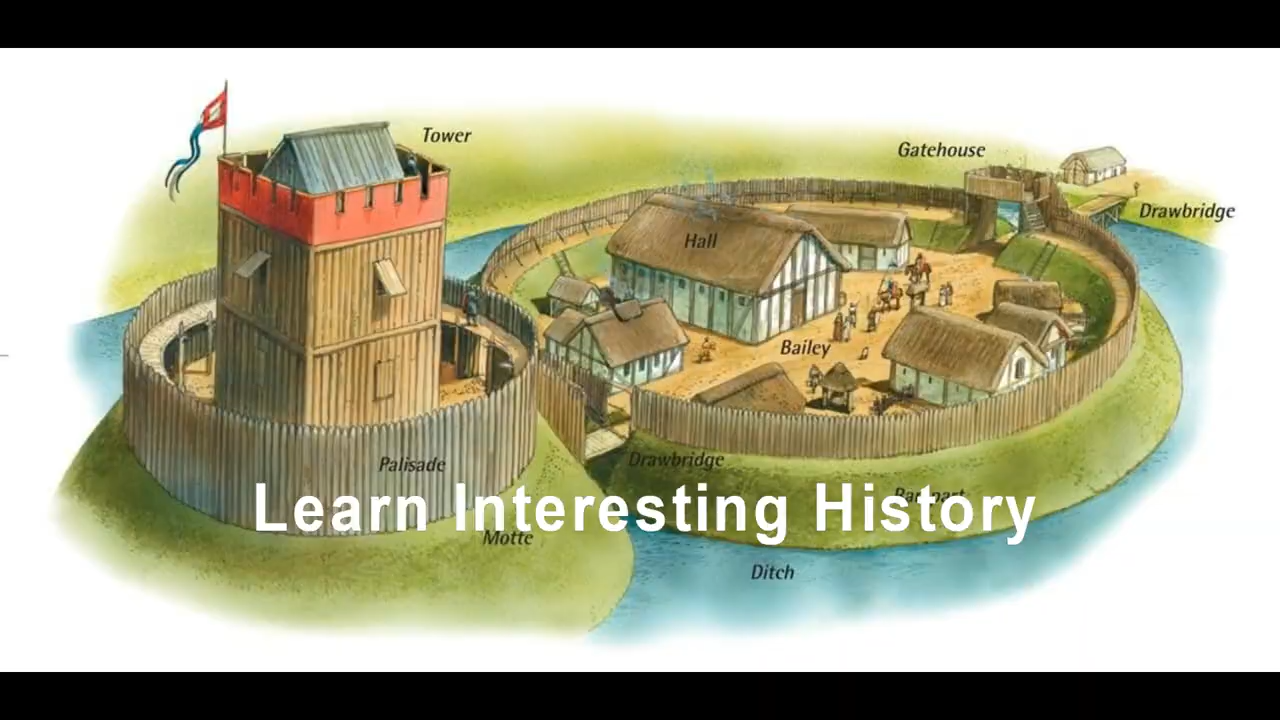 Tower
Gatehouse
Drawbridge
Hall
Bailey
Palisade
Drawbridge
Learn Interesting History
Motte
Ditch